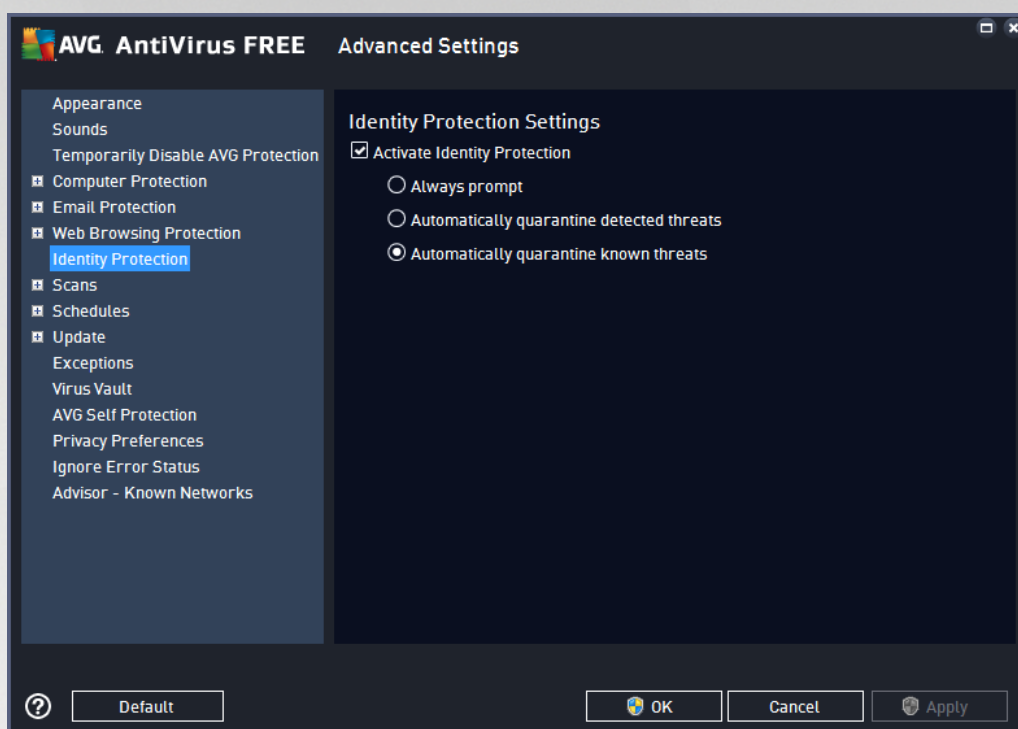 AVG. AntiVirus FREE Advanced Settings
Appearance
Sounds
Temporarily Disable AVG Protection
Computer Protection
Email Protection
Web Browsing Protection
Identity Protection
Scans
Schedules
Update
Exceptions
Virus Vault
AVG Self Protection
Privacy Preferences
Ignore Error Status
Advisor - Known Networks
Identity Protection Settings
Activate Identity Protection
Always prompt
Automatically quarantine detected threats
Automatically quarantine known threats
? Default OK Cancel Apply